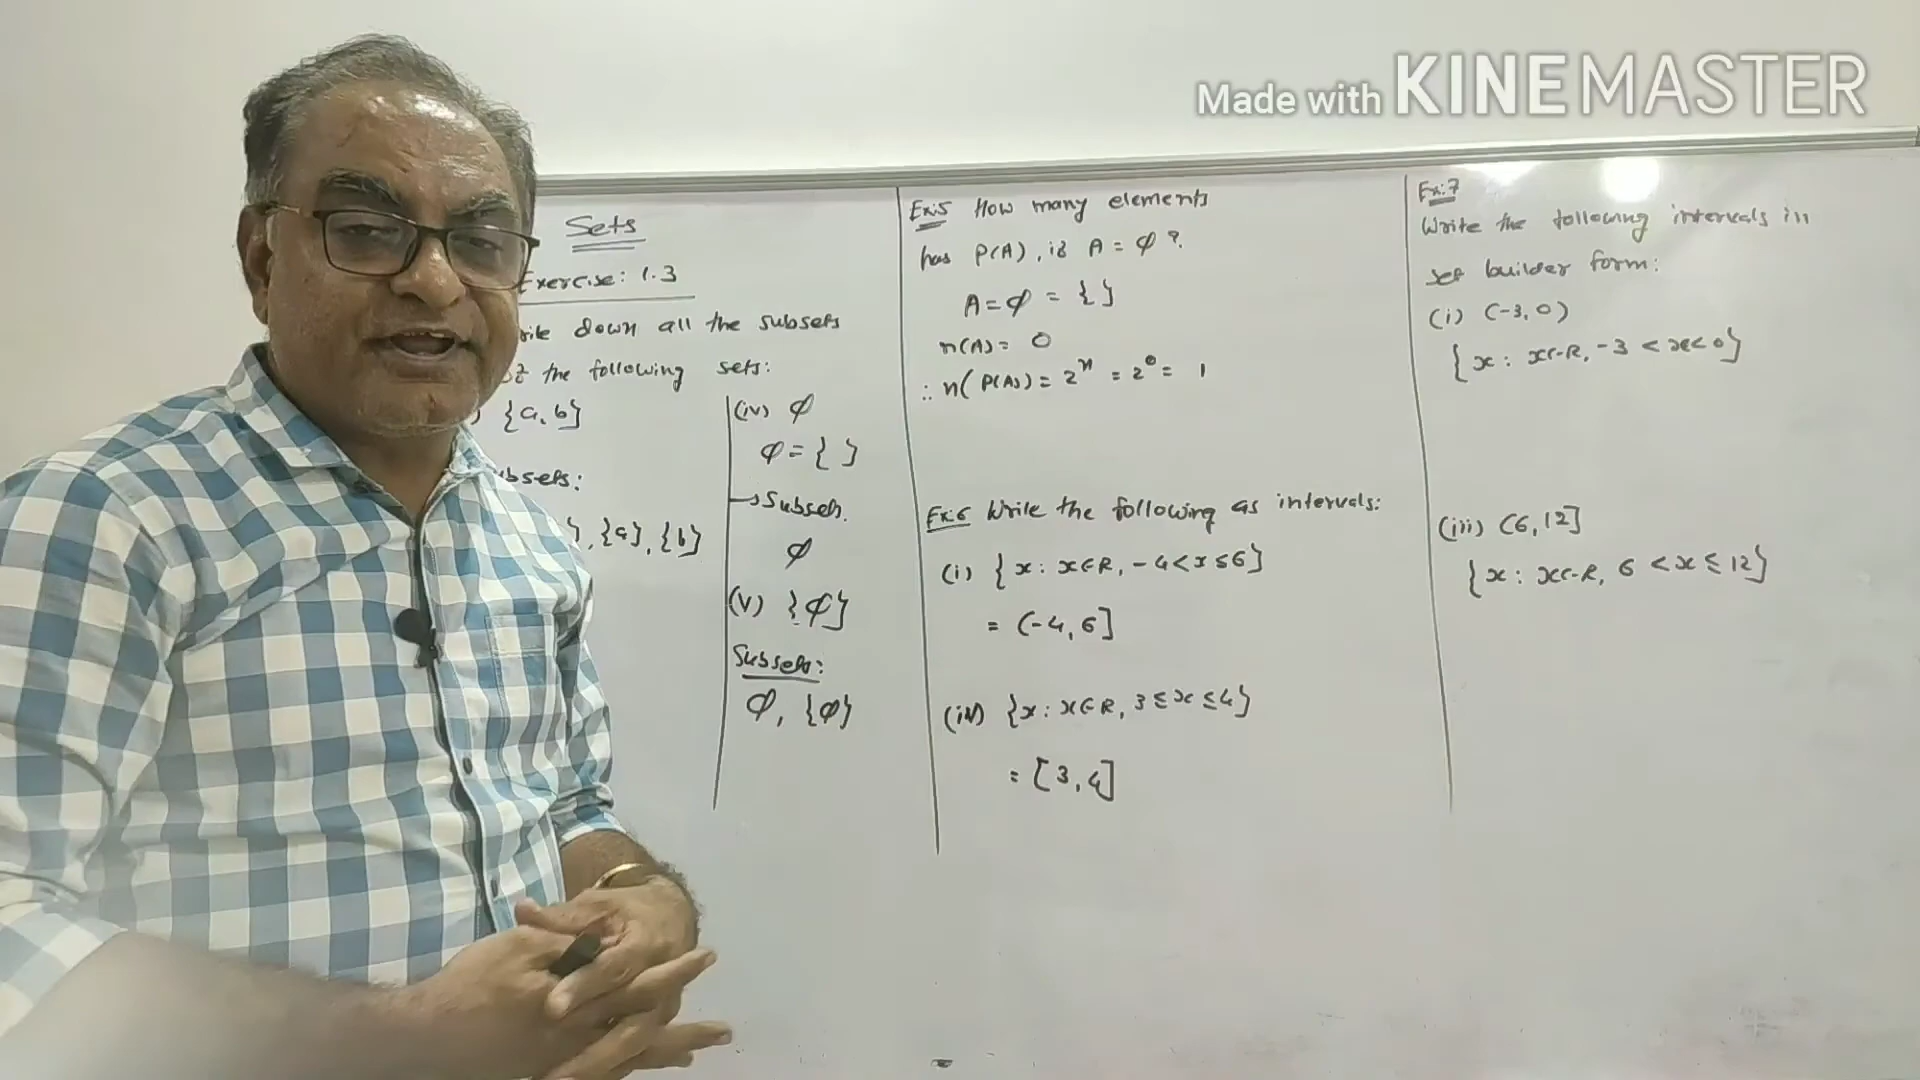 Made with KINEMASTER
Sets
Exercise: 1.3
down all the subsets
the following sets:
{a, b}
, {a}, {b}
(iv) φ
φ = { }
→ Subsets.
φ
(v) {φ}
Subsets:
φ, {φ}
Ex:5 How many elements
has P(A), if A = φ?
A = φ = { }
n(A) = 0
∴ n( P(A)) = 2ⁿ = 2⁰ = 1
Ex:6 Write the following as intervals:
(i) { x : x∈R, -4<x≤6}
= (-4, 6]
(iv) {x : x∈R, 3 ≤ x ≤ 4}
= [3, 4]
Ex:7
Write the following intervals in
set builder form:
(i) (-3, 0)
{ x : x∈R, -3 < x < 0}
(iii) (6, 12]
{ x : x∈R, 6 < x ≤ 12}